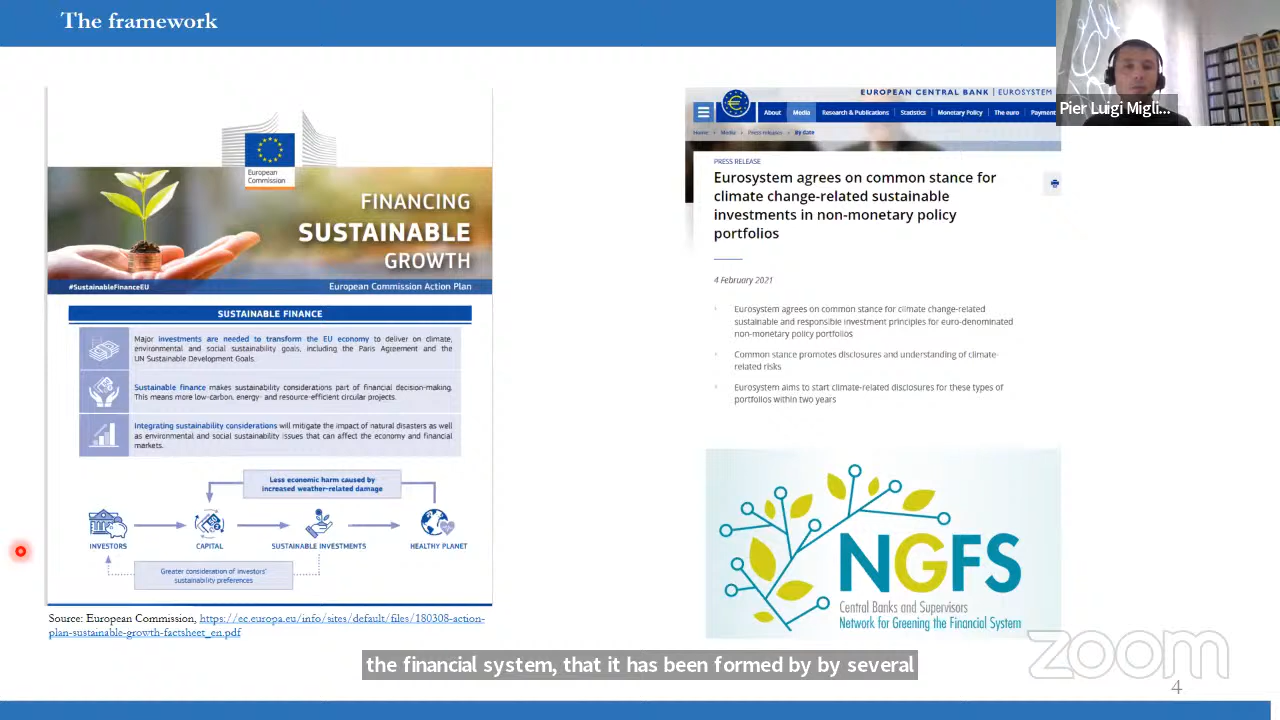 The framework
Pier Luigi Migli...
European
Commission
FINANCING
SUSTAINABLE
GROWTH
#SustainableFinanceEU
European Commission Action Plan
SUSTAINABLE FINANCE
Major investments are needed to transform the EU economy to deliver on climate,
environmental and social sustainability goals, including the Paris Agreement and the
UN Sustainable Development Goals.
Sustainable finance makes sustainability considerations part of financial decision-making.
This means more low-carbon, energy- and resource-efficient circular projects.
Integrating sustainability considerations will mitigate the impact of natural disasters as well
as environmental and social sustainability issues that can affect the economy and financial
markets.
Less economic harm caused by
increased weather-related damage
INVESTORS
CAPITAL
SUSTAINABLE INVESTMENTS
HEALTHY PLANET
Greater consideration of investors'
sustainability preferences
Source: European Commission, https://ec.europa.eu/info/sites/default/files/180308-action-
plan-sustainable-growth-factsheet_en.pdf
EUROPEAN CENTRAL BANK | EUROSYSTEM
About Media Research & Publications Statistics Monetary Policy The euro Payment
Home > Media > Press releases > By date
PRESS RELEASE
Eurosystem agrees on common stance for
climate change-related sustainable
investments in non-monetary policy
portfolios
4 February 2021
Eurosystem agrees on common stance for climate change-related
sustainable and responsible investment principles for euro-denominated
non-monetary policy portfolios
Common stance promotes disclosures and understanding of climate-
related risks
Eurosystem aims to start climate-related disclosures for these types of
portfolios within two years
NGFS
Central Banks and Supervisors
Network for Greening the Financial System
the financial system, that it has been formed by by several
zoom
4